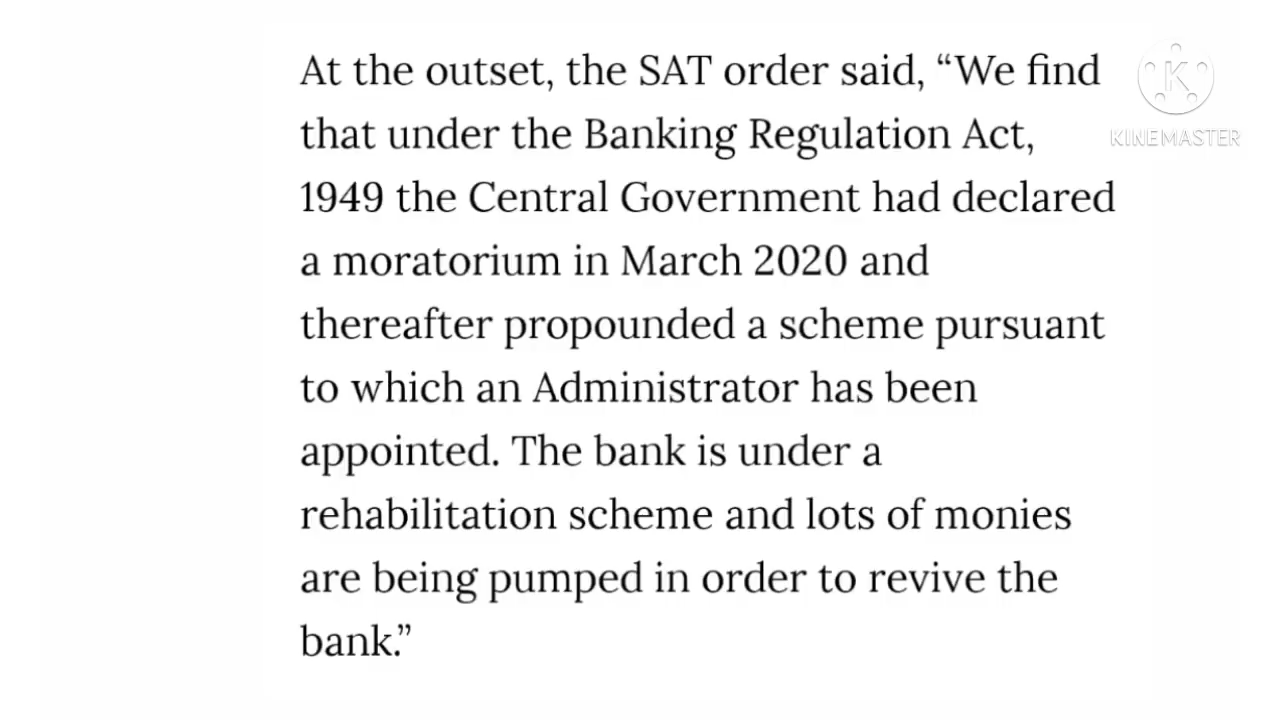 At the outset, the SAT order said, “We find
that under the Banking Regulation Act,
1949 the Central Government had declared
a moratorium in March 2020 and
thereafter propounded a scheme pursuant
to which an Administrator has been
appointed. The bank is under a
rehabilitation scheme and lots of monies
are being pumped in order to revive the
bank.”
K
KINEMASTER